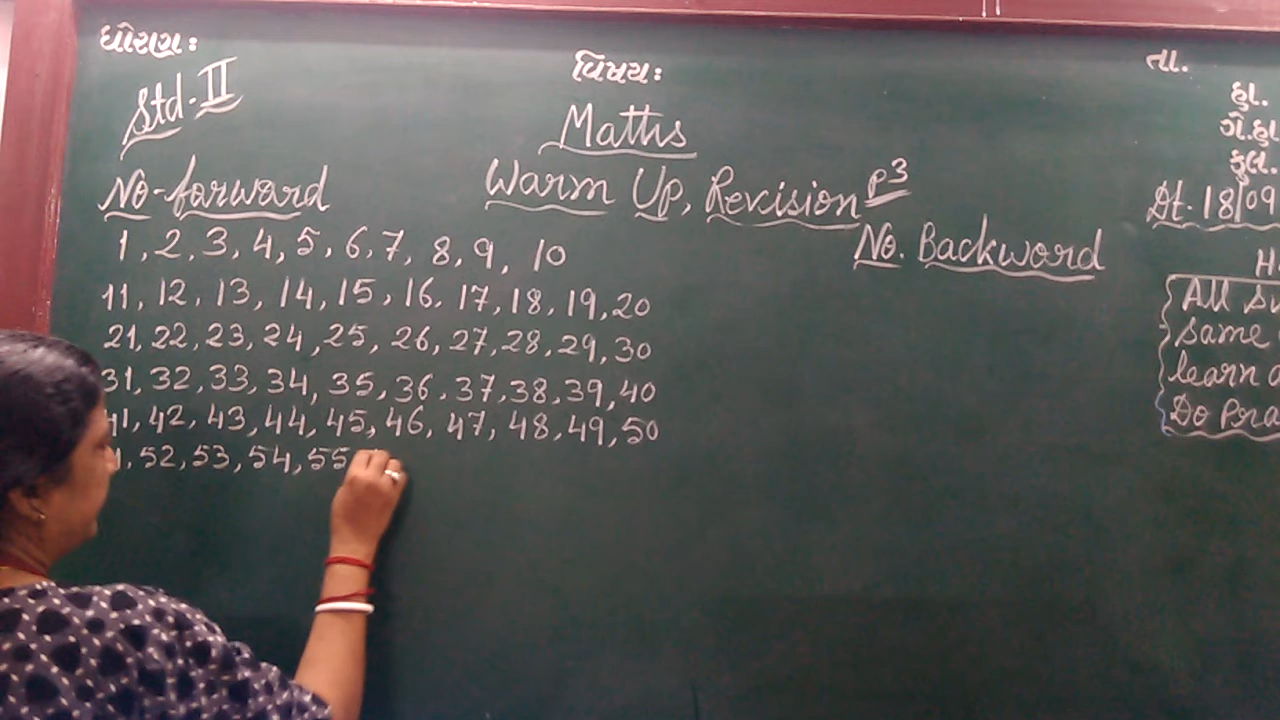 ધોરણ:
Std. II
વિષય:
Maths
Warm Up, Revision P3
No-forward
1, 2, 3, 4, 5, 6, 7, 8, 9, 10
11, 12, 13, 14, 15, 16, 17, 18, 19, 20
21, 22, 23, 24, 25, 26, 27, 28, 29, 30
31, 32, 33, 34, 35, 36, 37, 38, 39, 40
41, 42, 43, 44, 45, 46, 47, 48, 49, 50
52, 53, 54, 55
No. Backword
તા.
હા.
ગે.હા
કુલ.
Dt. 18/09
All
same
learn
Do